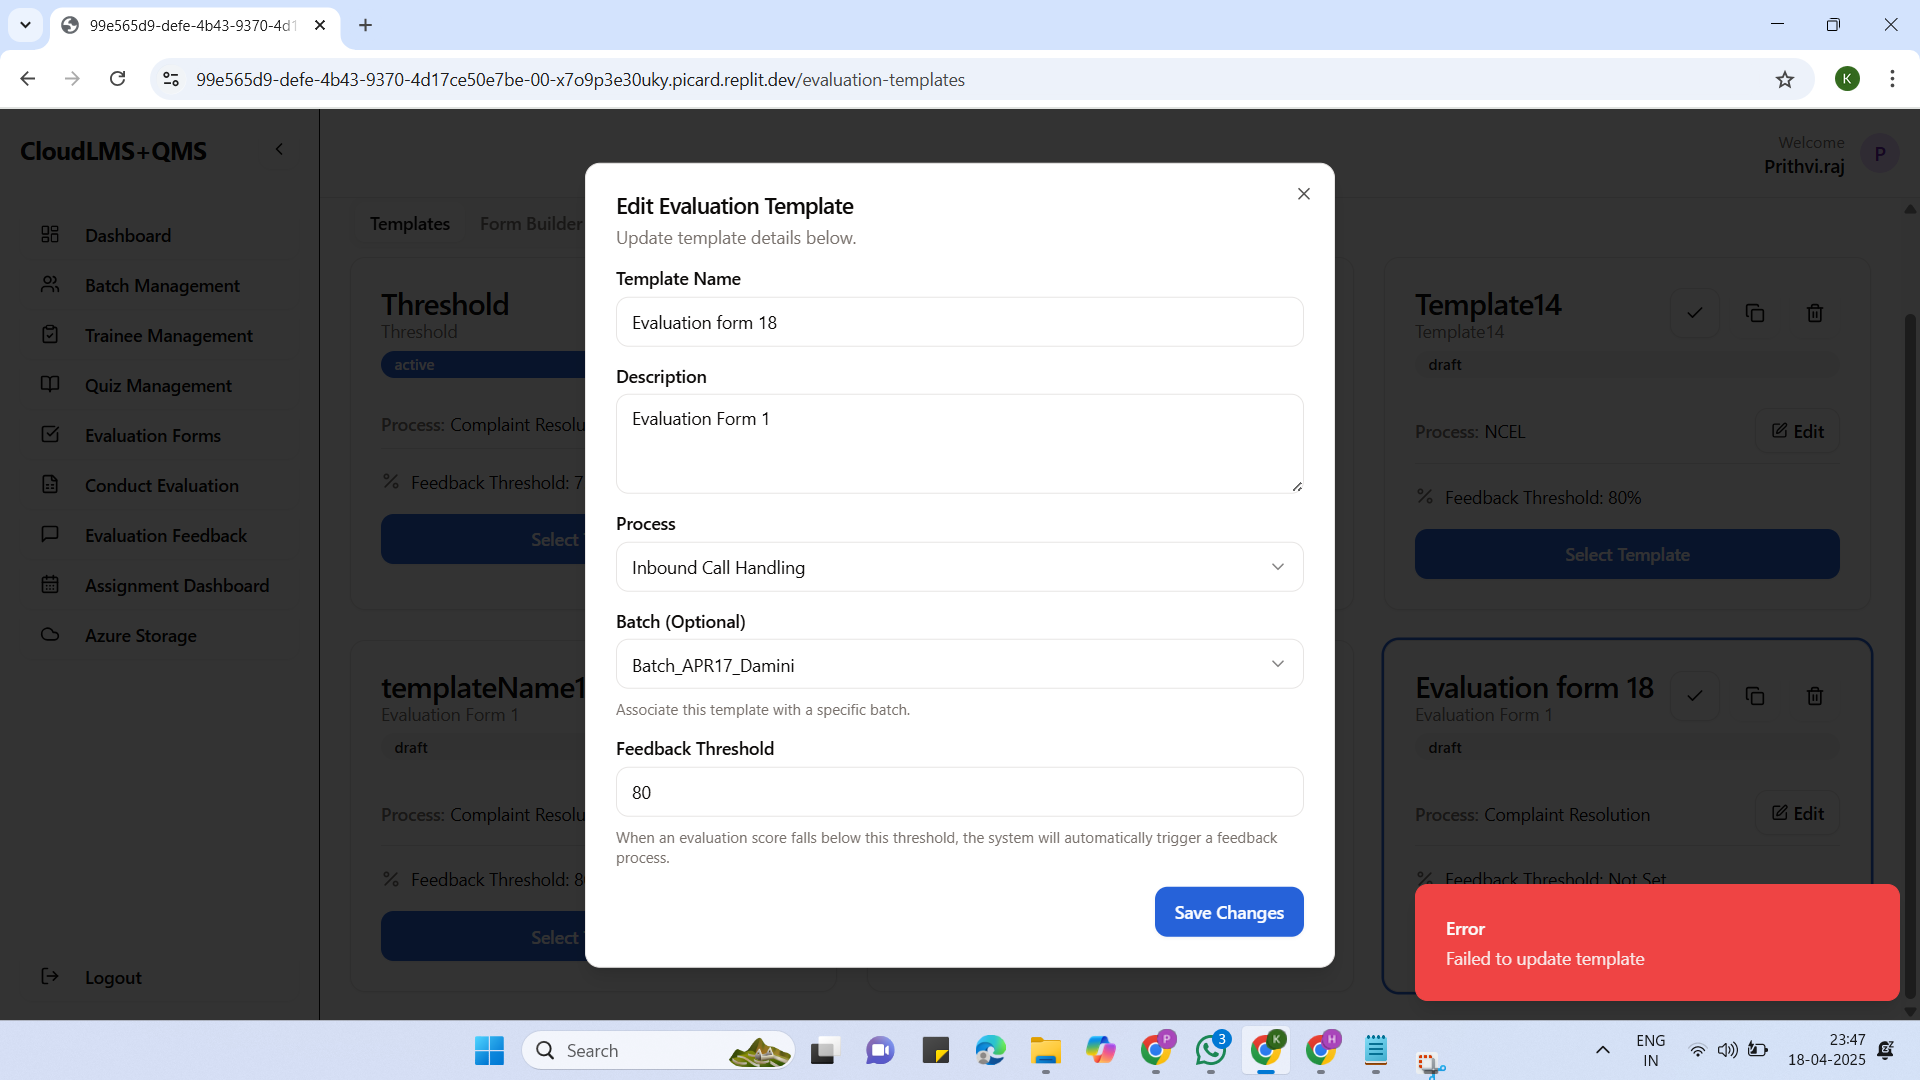 99e565d9-defe-4b43-9370-4d1
99e565d9-defe-4b43-9370-4d17ce50e7be-00-x7o9p3e30uky.picard.replit.dev/evaluation-templates
K
CloudLMS+QMS
Welcome
Prithvi.raj
P
Dashboard
Batch Management
Trainee Management
Quiz Management
Evaluation Forms
Conduct Evaluation
Evaluation Feedback
Assignment Dashboard
Azure Storage
Logout
Templates
Form Builder
Threshold
Threshold
active
Process: Complaint Resolu
% Feedback Threshold: 7
Select
templateName1
Evaluation Form 1
draft
Process: Complaint Resolu
% Feedback Threshold: 8
Select
Edit Evaluation Template
Update template details below.
Template Name
Evaluation form 18
Description
Evaluation Form 1
Process
Inbound Call Handling
Batch (Optional)
Batch_APR17_Damini
Associate this template with a specific batch.
Feedback Threshold
80
When an evaluation score falls below this threshold, the system will automatically trigger a feedback
process.
Save Changes
Template14
Template14
draft
Process: NCEL
Edit
% Feedback Threshold: 80%
Select Template
Evaluation form 18
Evaluation Form 1
draft
Process: Complaint Resolution
Edit
% Feedback Threshold: Not Set
Error
Failed to update template
Search
P
3
K
H
ENG
IN
23:47
18-04-2025